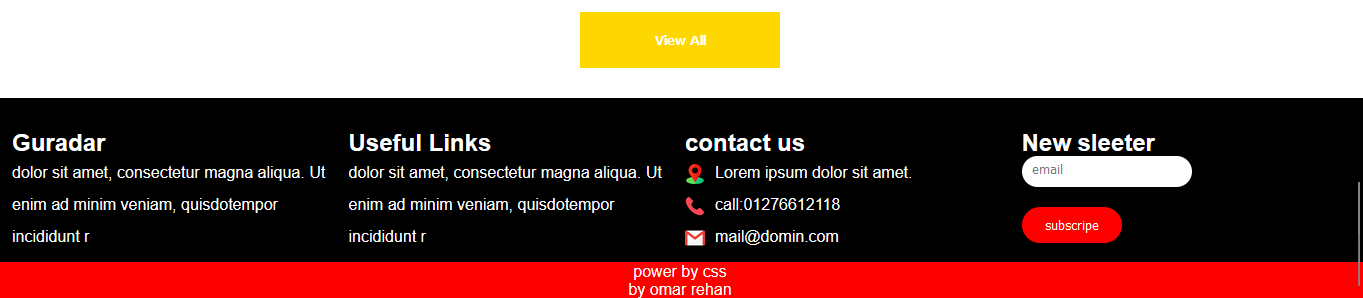 View All
Guradar
dolor sit amet, consectetur magna aliqua. Ut
enim ad minim veniam, quisdotempor
incididunt r
Useful Links
dolor sit amet, consectetur magna aliqua. Ut
enim ad minim veniam, quisdotempor
incididunt r
contact us
Lorem ipsum dolor sit amet.
call:01276612118
mail@domin.com
New sleeter
email
subscripe
power by css
by omar rehan